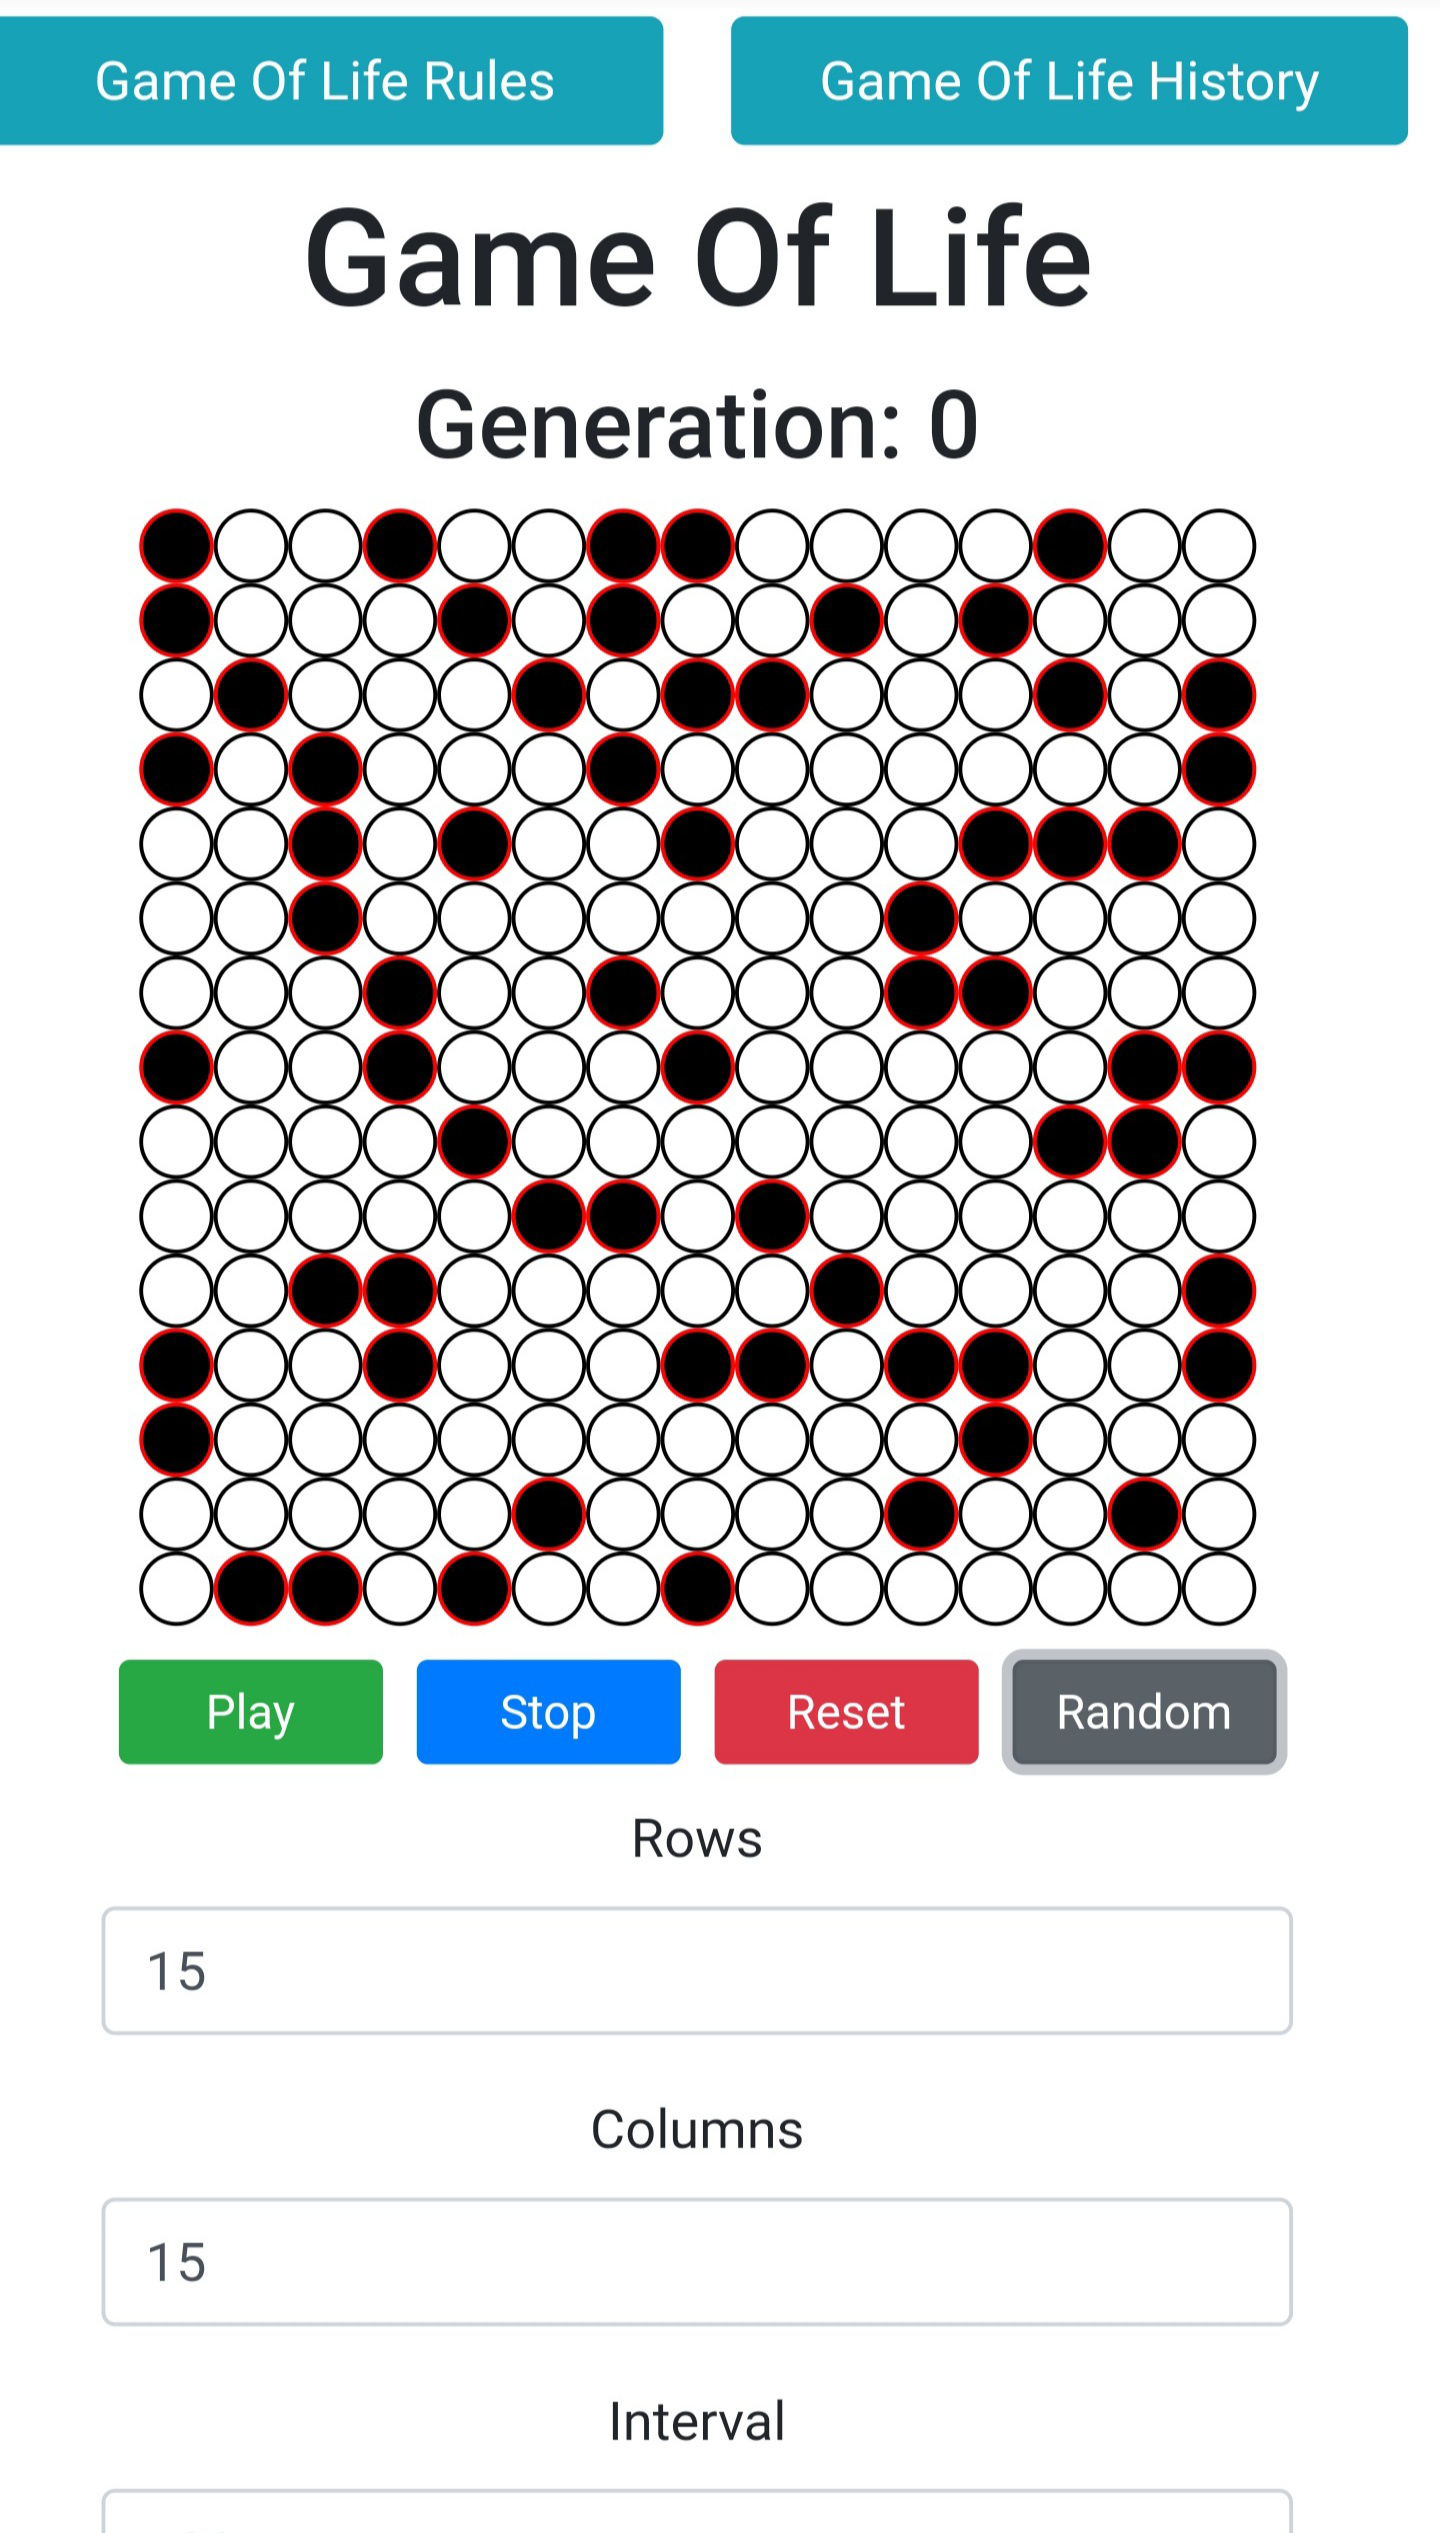 Game Of Life Rules
Game Of Life History
Game Of Life
Generation: 0
Play
Stop
Reset
Random
Rows
15
Columns
15
Interval